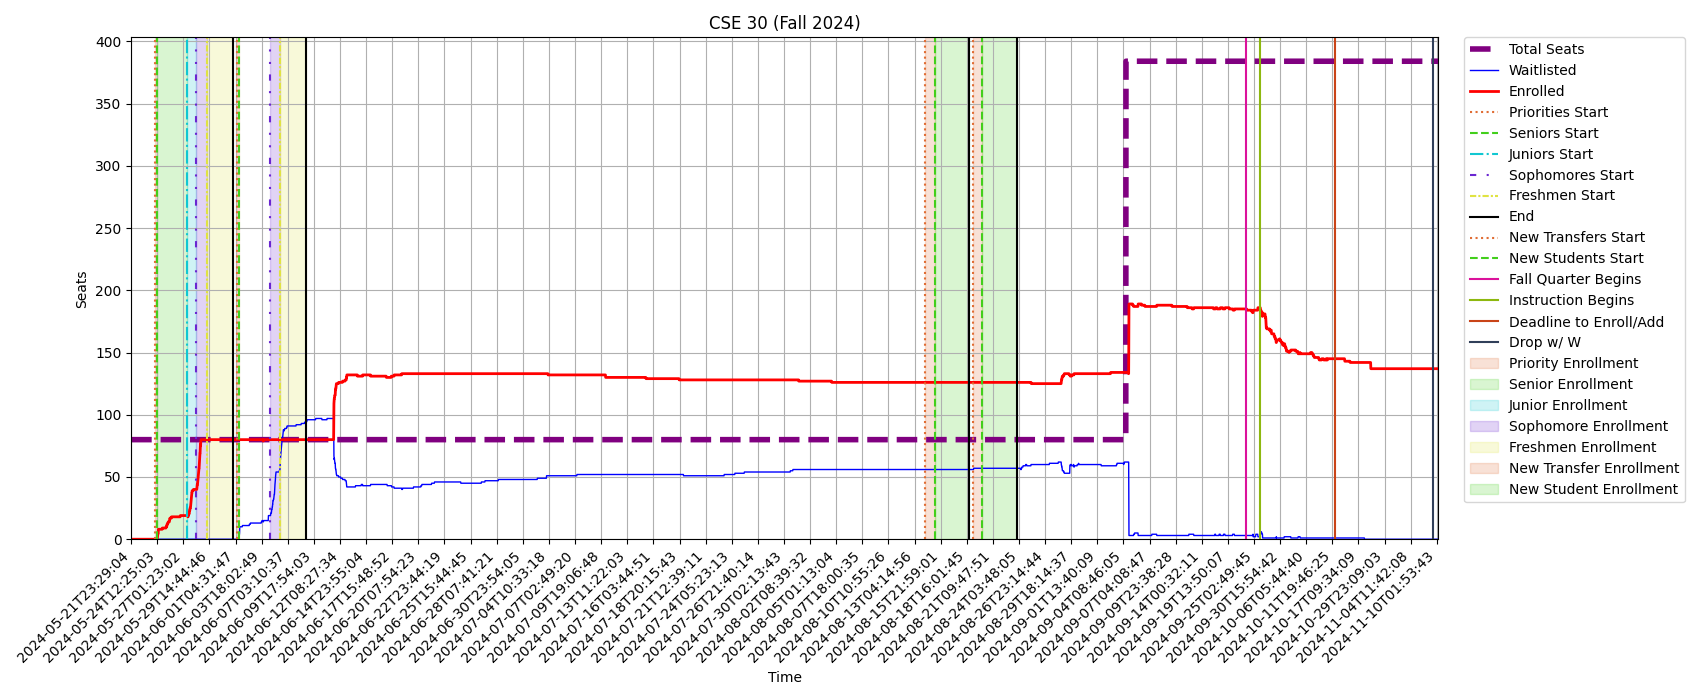 CSE 30 (Fall 2024)
Seats
400
350
300
250
200
150
100
50
0
2024-05-21T23:29:04
2024-05-24T12:25:03
2024-05-27T01:23:02
2024-05-29T14:44:46
2024-06-01T04:31:47
2024-06-03T18:02:49
2024-06-07T03:10:37
2024-06-09T17:54:03
2024-06-12T08:27:34
2024-06-14T23:55:04
2024-06-17T15:48:52
2024-06-20T07:54:23
2024-06-22T23:44:19
2024-06-25T15:44:45
2024-06-28T07:41:21
2024-06-30T23:54:05
2024-07-04T10:33:18
2024-07-07T02:49:20
2024-07-09T19:06:48
2024-07-13T11:22:03
2024-07-16T03:44:51
2024-07-18T20:15:43
2024-07-21T12:39:11
2024-07-24T05:23:13
2024-07-26T21:40:14
2024-07-30T02:13:43
2024-08-02T18:39:32
2024-08-05T11:13:04
2024-08-10T10:55:26
2024-08-13T04:14:56
2024-08-15T21:59:01
2024-08-18T16:01:45
2024-08-21T09:47:51
2024-08-24T03:48:05
2024-08-26T23:14:44
2024-08-29T18:14:37
2024-09-01T13:40:09
2024-09-04T08:46:05
2024-09-07T04:08:47
2024-09-09T23:38:28
2024-09-14T00:32:11
2024-09-19T13:50:07
2024-09-25T02:49:45
2024-09-30T15:54:42
2024-10-06T05:44:40
2024-10-11T19:46:25
2024-10-17T09:34:09
2024-10-29T23:09:03
2024-11-04T11:42:08
2024-11-10T01:53:43
Time
Total Seats
Waitlisted
Enrolled
Priorities Start
Seniors Start
Juniors Start
Sophomores Start
Freshmen Start
End
New Transfers Start
New Students Start
Fall Quarter Begins
Instruction Begins
Deadline to Enroll/Add
Drop w/ W
Priority Enrollment
Senior Enrollment
Junior Enrollment
Sophomore Enrollment
Freshmen Enrollment
New Transfer Enrollment
New Student Enrollment